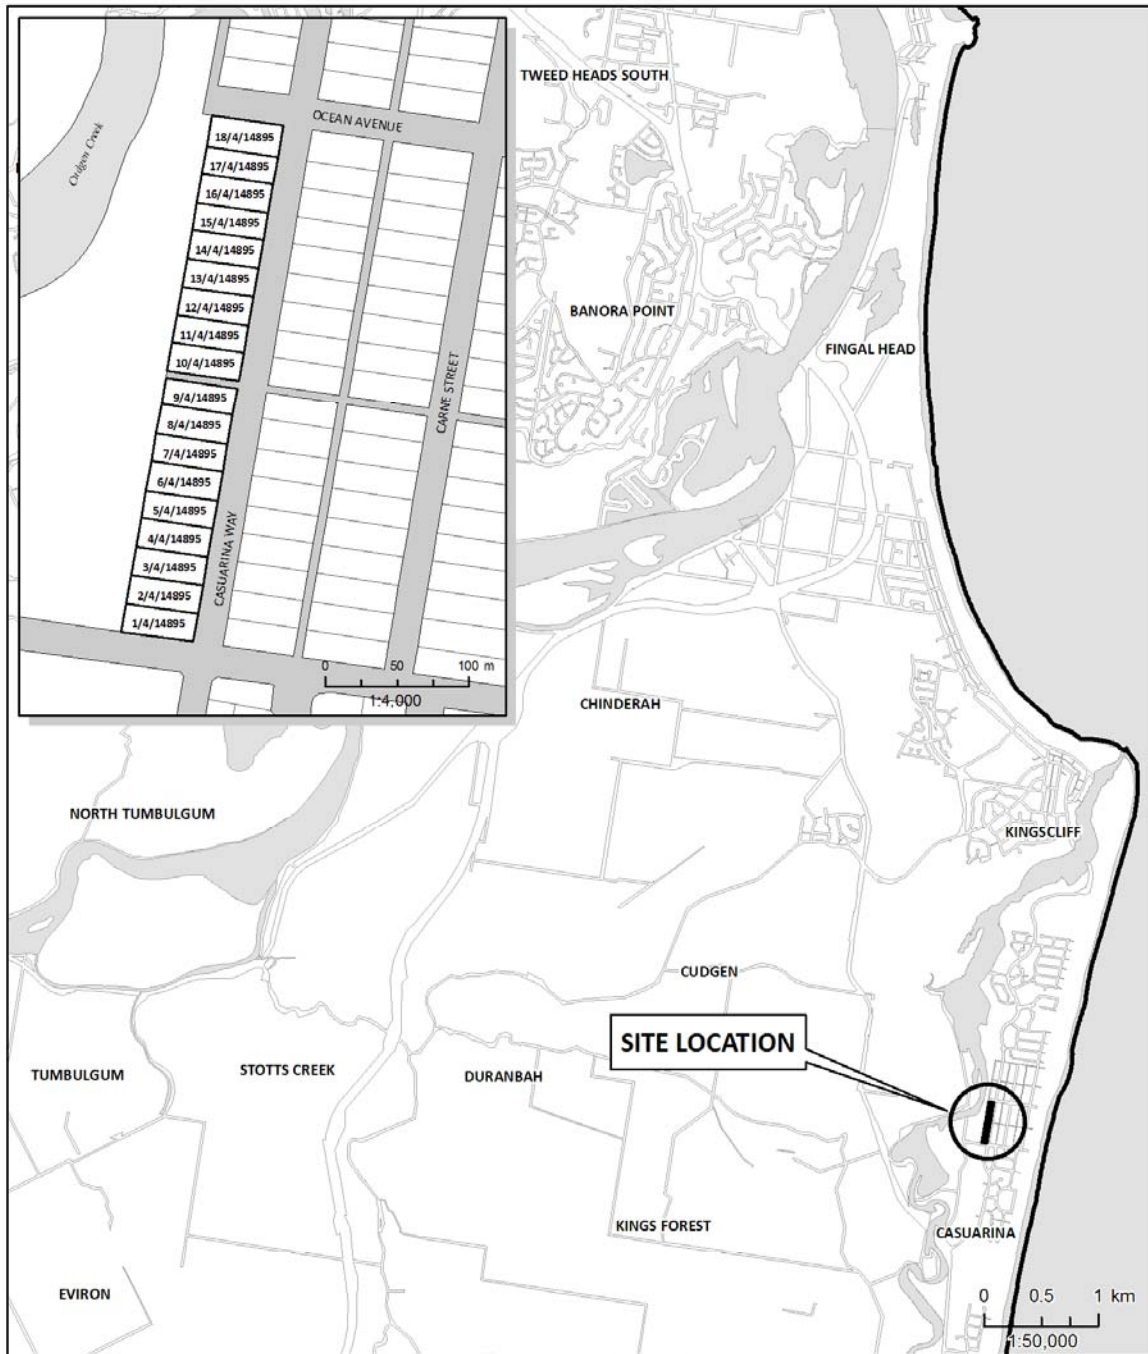 TWEED HEADS SOUTH
OCEAN AVENUE
Cudgen Creek
18/4/14895
17/4/14895
16/4/14895
15/4/14895
14/4/14895
13/4/14895
12/4/14895
11/4/14895
10/4/14895
9/4/14895
8/4/14895
7/4/14895
6/4/14895
5/4/14895
4/4/14895
3/4/14895
2/4/14895
1/4/14895
CASUARINA WAY
CARNE STREET
0 50 100 m
1:4,000
BANORA POINT
FINGAL HEAD
CHINDERAH
NORTH TUMBULGUM
KINGSCLIFF
CUDGEN
SITE LOCATION
TUMBULGUM
STOTTS CREEK
DURANBAH
KINGS FOREST
CASUARINA
EVIRON
0 0.5 1 km
1:50,000